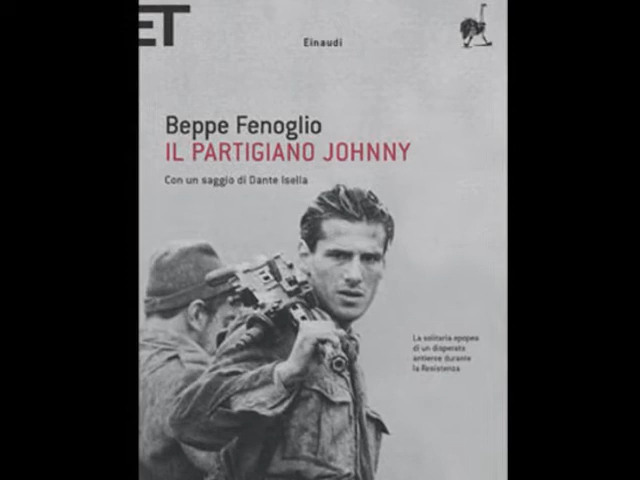 ET
Einaudi
Beppe Fenoglio
IL PARTIGIANO JOHNNY
Con un saggio di Dante Isella
La solitaria epopea
di un disperato
antieroe durante
la Resistenza